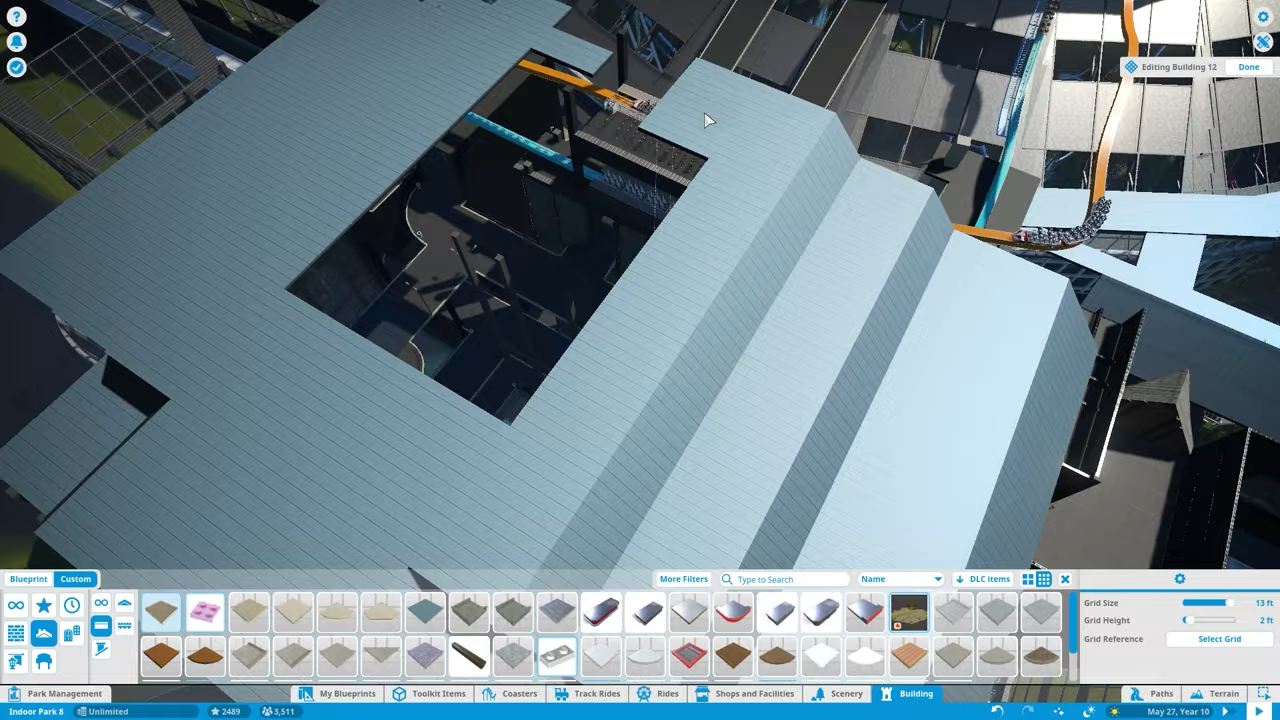 Editing Building 12
Done
Blueprint
Custom
More Filters
Type to Search
Name
DLC items
Grid Size
13 ft
Grid Height
2 ft
Grid Reference
Select Grid
Park Management
My Blueprints
Toolkit Items
Coasters
Track Rides
Rides
Shops and Facilities
Scenery
Building
Paths
Terrain
Indoor Park 8
Unlimited
2489
3,511
May 27, Year 10